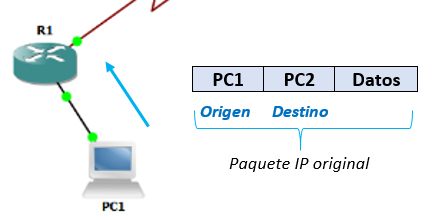 R1
PC1 PC2 Datos
Origen Destino
Paquete IP original
PC1